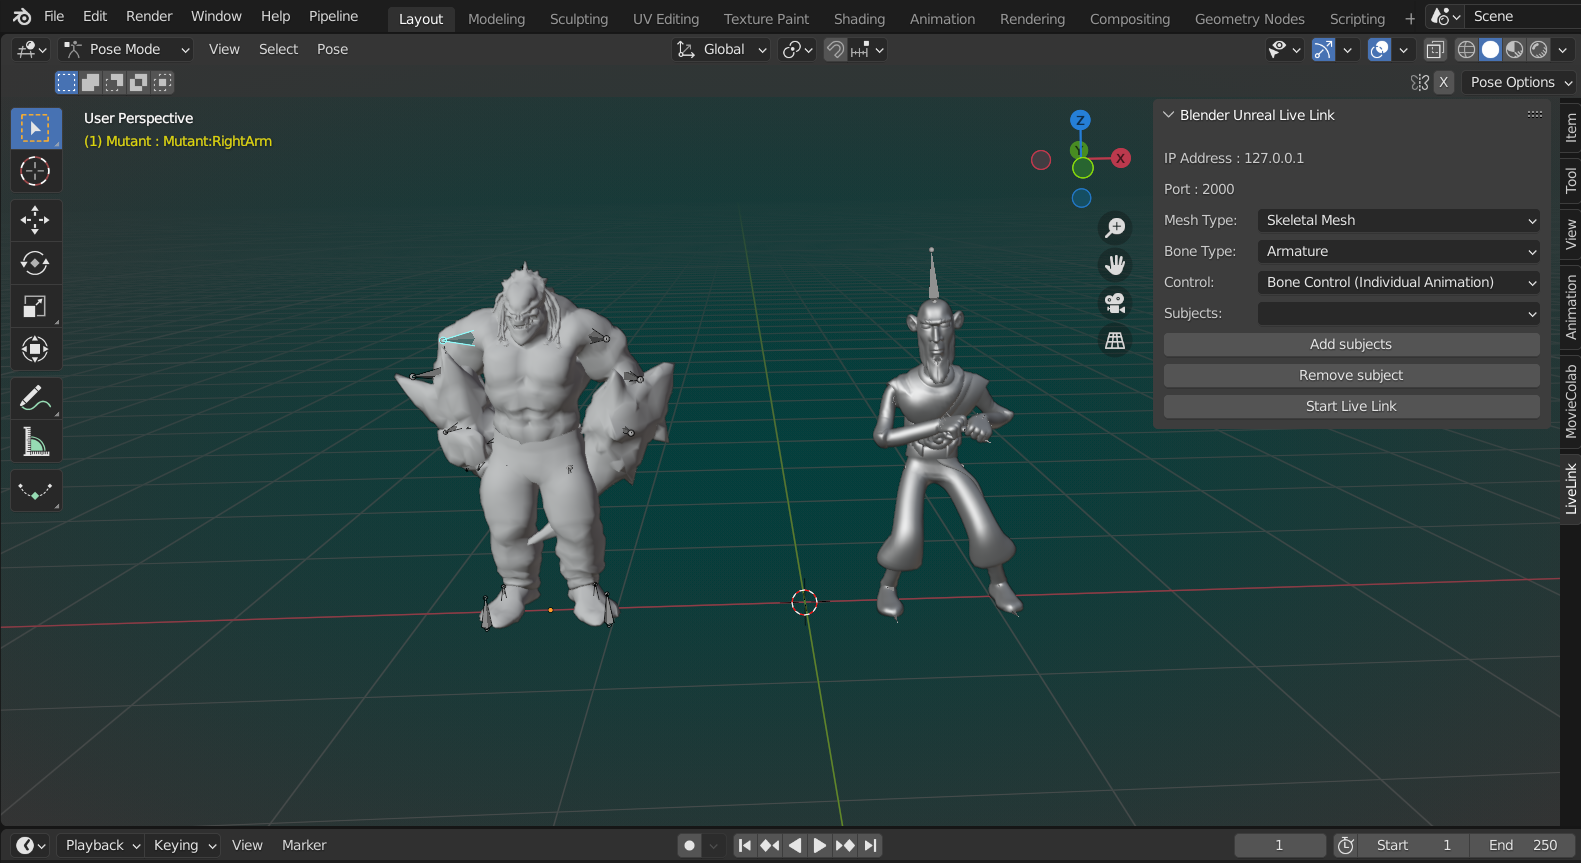 File Edit Render Window Help Pipeline Layout Modeling Sculpting UV Editing Texture Paint Shading Animation Rendering Compositing Geometry Nodes Scripting + Scene
Pose Mode View Select Pose Global
X Pose Options
User Perspective
(1) Mutant : Mutant:RightArm
Z
Y
X
Blender Unreal Live Link
IP Address : 127.0.0.1
Port : 2000
Mesh Type: Skeletal Mesh
Bone Type: Armature
Control: Bone Control (Individual Animation)
Subjects:
Add subjects
Remove subject
Start Live Link
Item
Tool
View
Animation
MovieColab
LiveLink
Playback Keying View Marker 1 Start 1 End 250